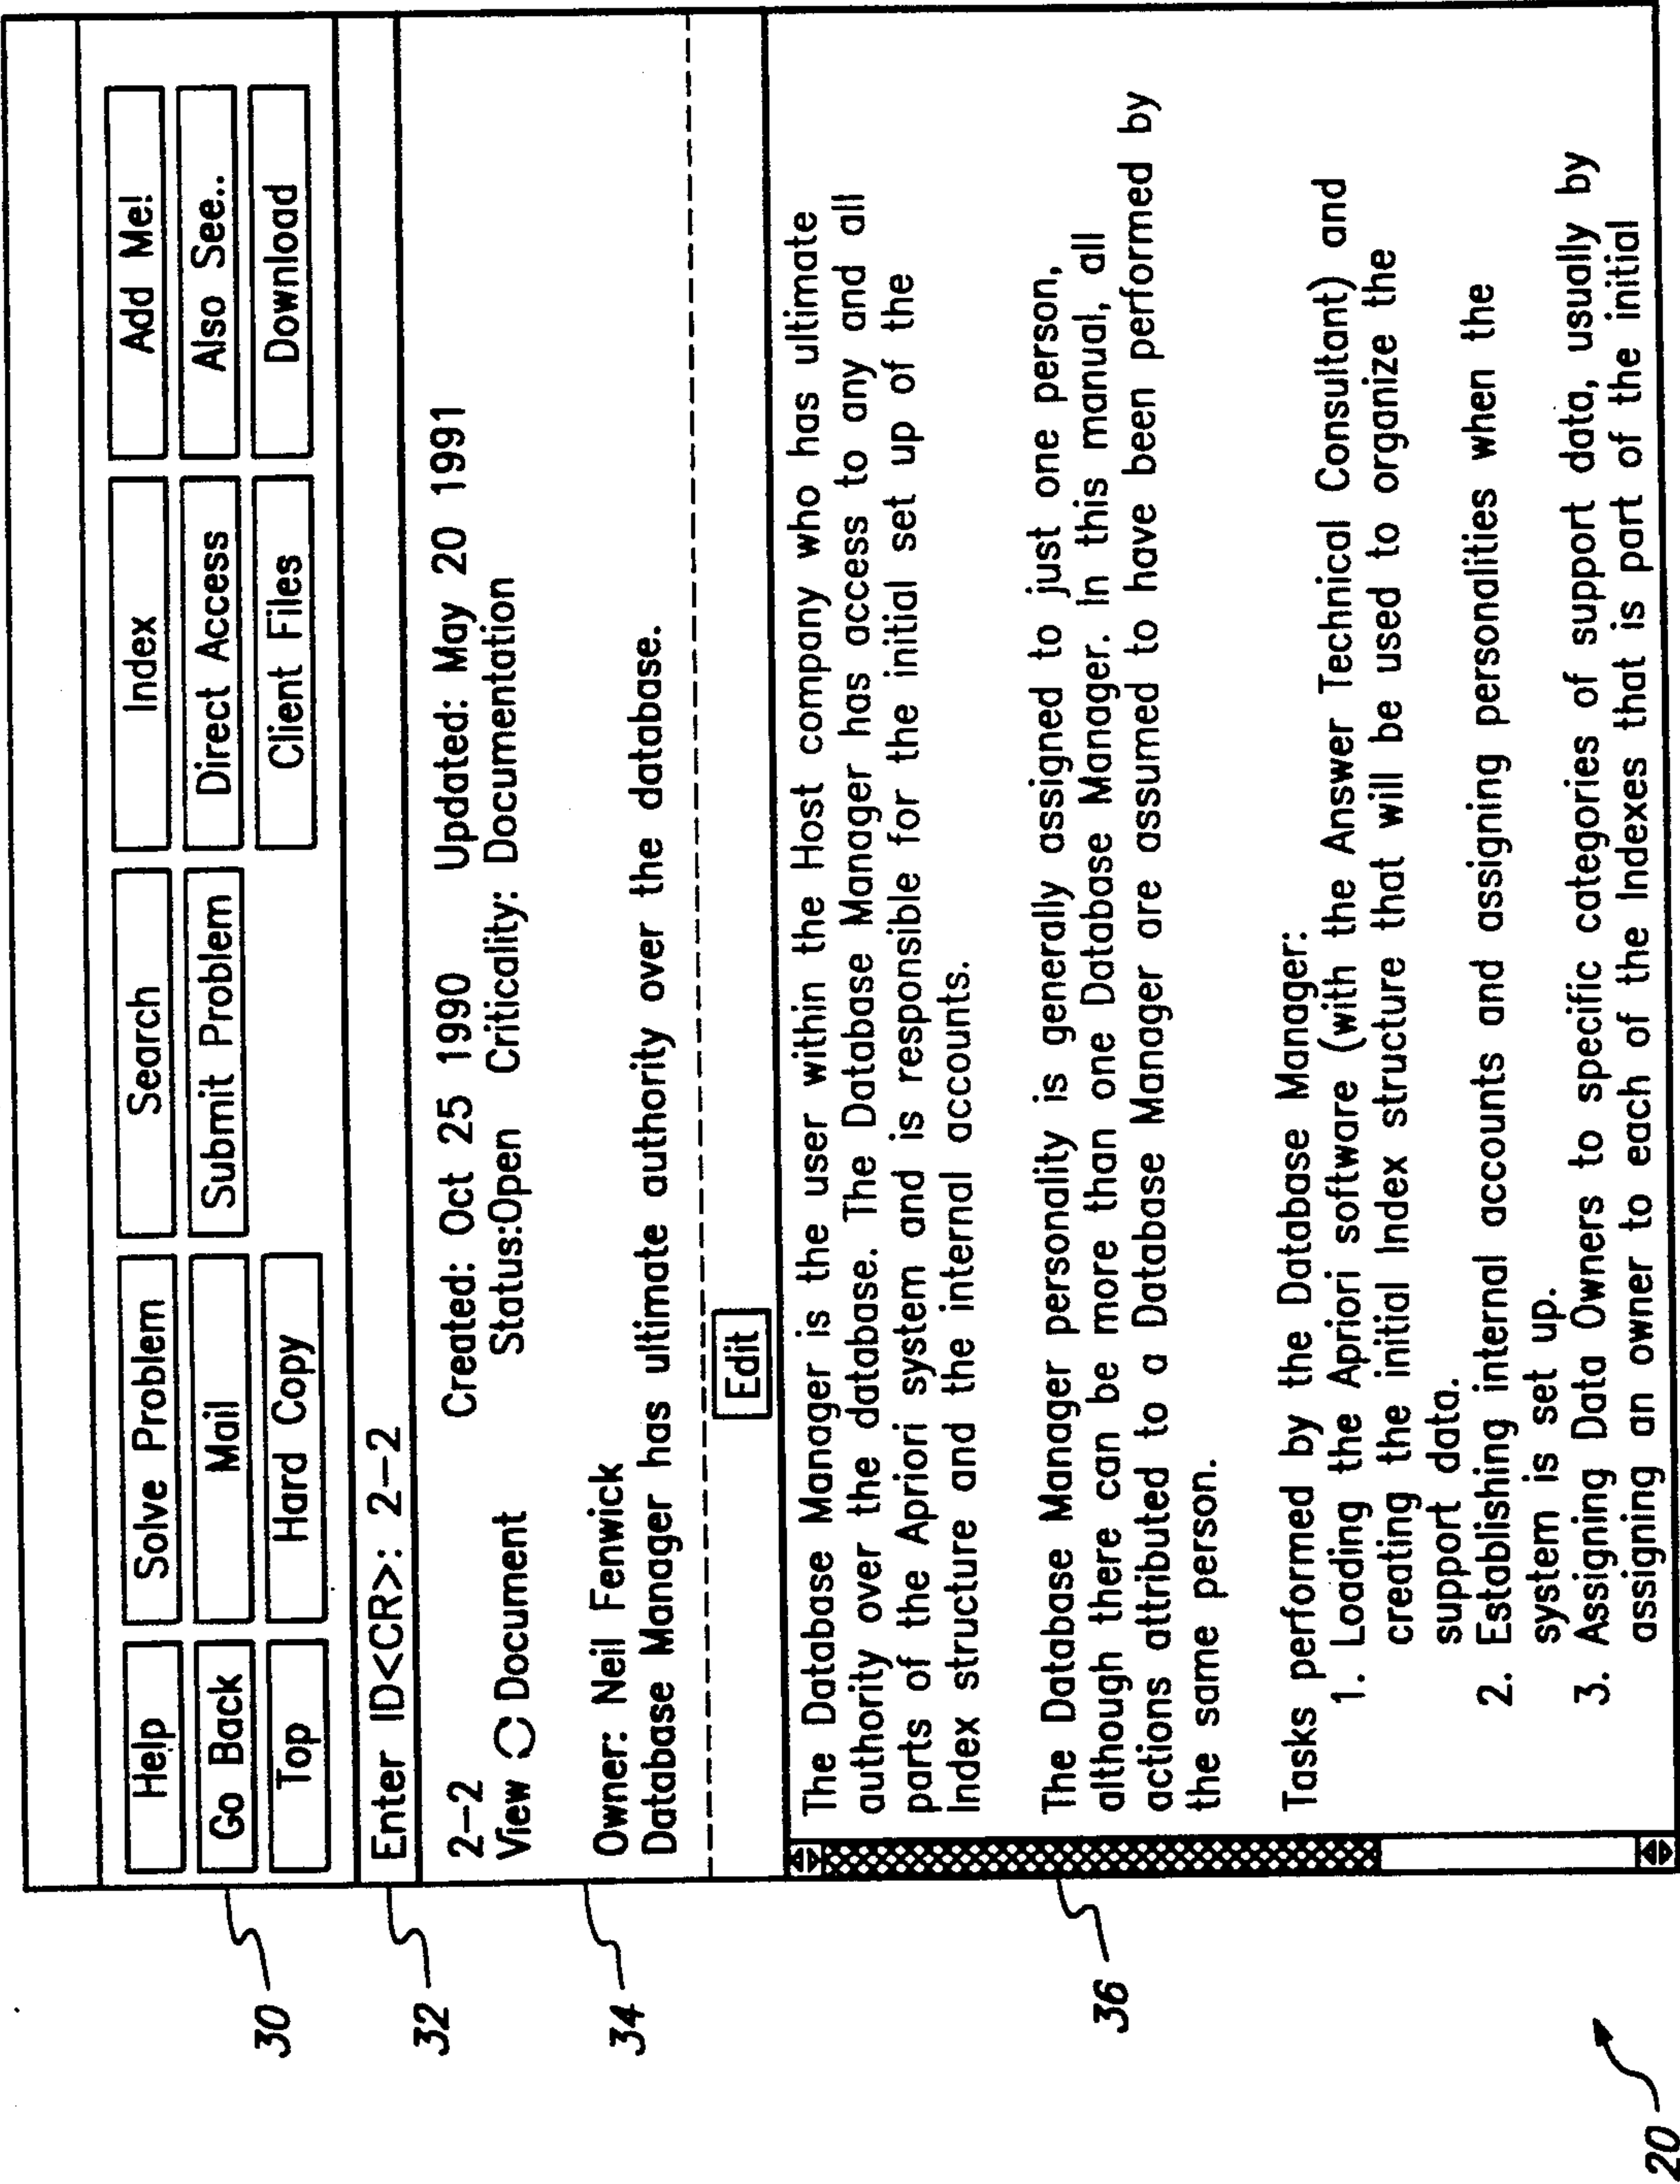 Help Solve Problem Search Index Add Me!
Go Back Mail Submit Problem Direct Access Also See..
Top Hard Copy Client Files Download
Enter ID<CR>: 2-2
2-2 Created: Oct 25 1990 Updated: May 20 1991
View Document Status:Open Criticality: Documentation
Owner: Neil Fenwick
Database Manager has ultimate authority over the database.
Edit
The Database Manager is the user within the Host company who has ultimate
authority over the database. The Database Manager has access to any and all
parts of the Apriori system and is responsible for the initial set up of the
Index structure and the internal accounts.
The Database Manager personality is generally assigned to just one person,
although there can be more than one Database Manager. In this manual, all
actions attributed to a Database Manager are assumed to have been performed by
the same person.
Tasks performed by the Database Manager:
1. Loading the Apriori software (with the Answer Technical Consultant) and
creating the initial Index structure that will be used to organize the
support data.
2. Establishing internal accounts and assigning personalities when the
system is set up.
3. Assigning Data Owners to specific categories of support data, usually by
assigning an owner to each of the Indexes that is part of the initial
30
32
34
36
20